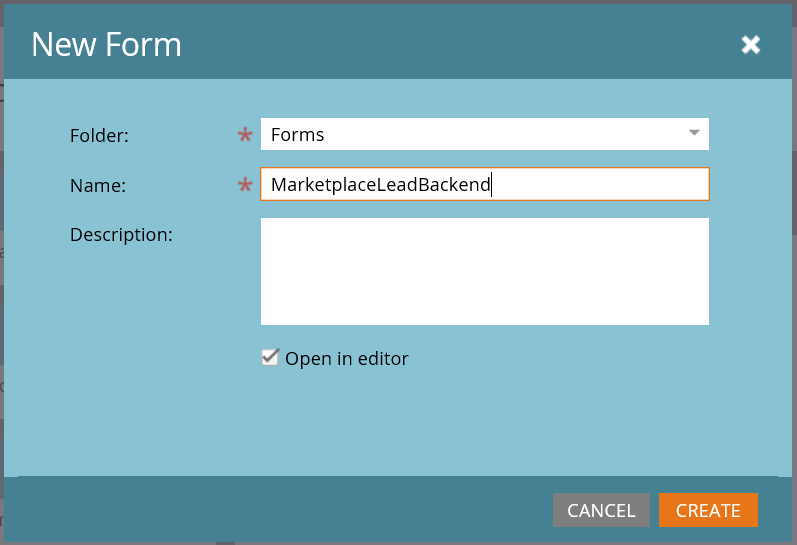 New Form
Folder: * Forms
Name: * MarketplaceLeadBackend
Description:
Open in editor
CANCEL CREATE